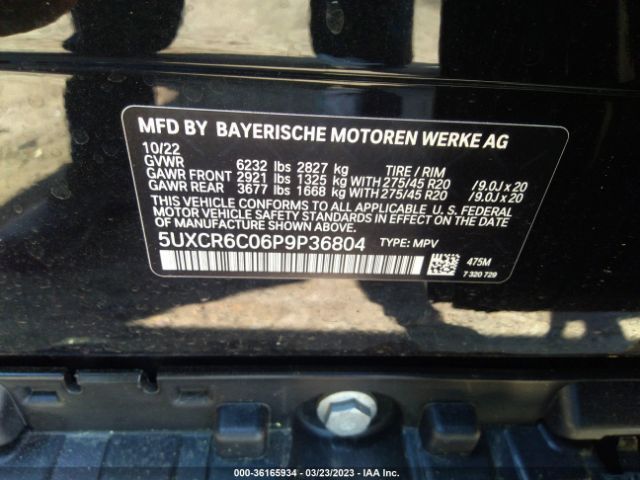 MFD BY BAYERISCHE MOTOREN WERKE AG
10/22
GVWR 6232 lbs 2827 kg TIRE / RIM
GAWR FRONT 2921 lbs 1325 kg WITH 275/45 R20 /9.0J x 20
GAWR REAR 3677 lbs 1668 kg WITH 275/45 R20 /9.0J x 20
THIS VEHICLE CONFORMS TO ALL APPLICABLE U. S. FEDERAL
MOTOR VEHICLE SAFETY STANDARDS IN EFFECT ON THE DATE
OF MANUFACTURE SHOWN ABOVE.
5UXCR6C06P9P36804 TYPE: MPV
475M
7 320 729
000-36165934 - 03/23/2023 - IAA Inc.